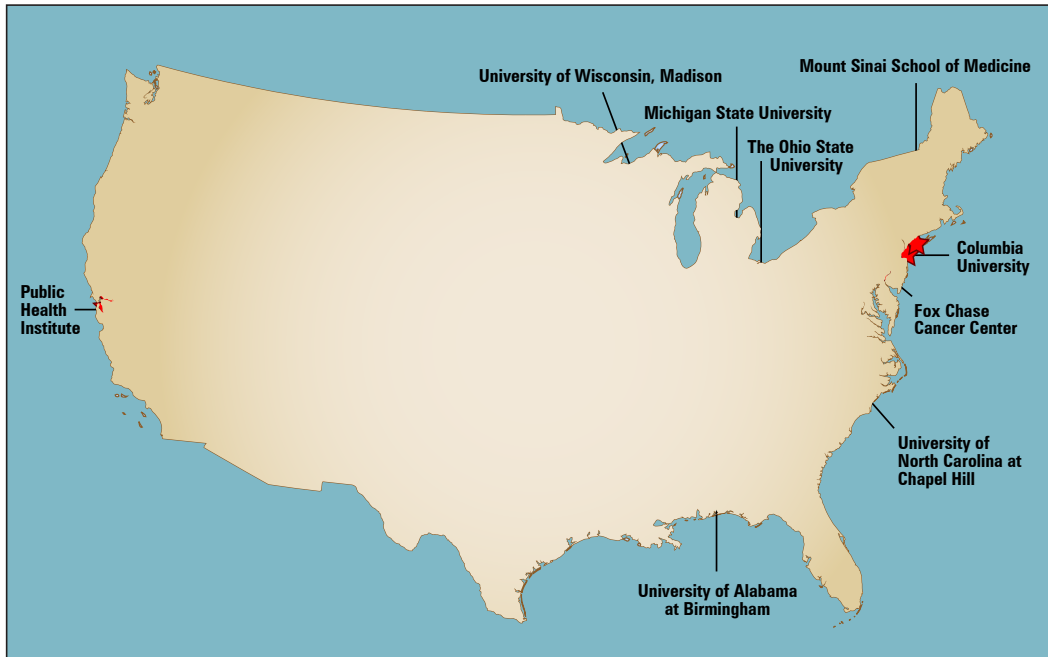 Mount Sinai School of Medicine
University of Wisconsin, Madison
Michigan State University
The Ohio State
University
Columbia
University
Public
Health
Institute
Fox Chase
Cancer Center
University of
North Carolina at
Chapel Hill
University of Alabama
at Birmingham